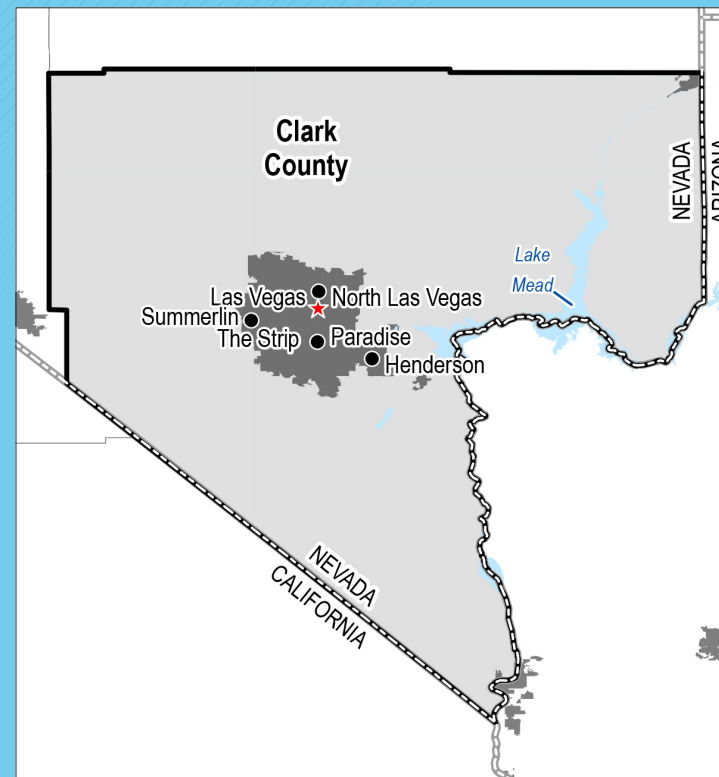 Clark
County
NEVADA
ARIZONA
Lake
Mead
Las Vegas
North Las Vegas
Summerlin
The Strip
Paradise
Henderson
NEVADA
CALIFORNIA